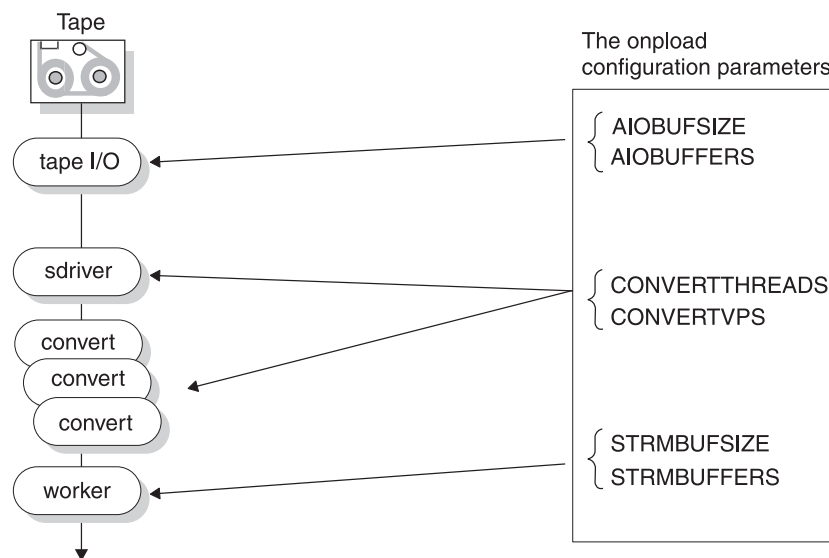 Tape
tape I/O
sdriver
convert
convert
convert
worker
The onpload
configuration parameters
AIOBUFSIZE
AIOBUFFERS
CONVERTTHREADS
CONVERTVPS
STRMBUFSIZE
STRMBUFFERS